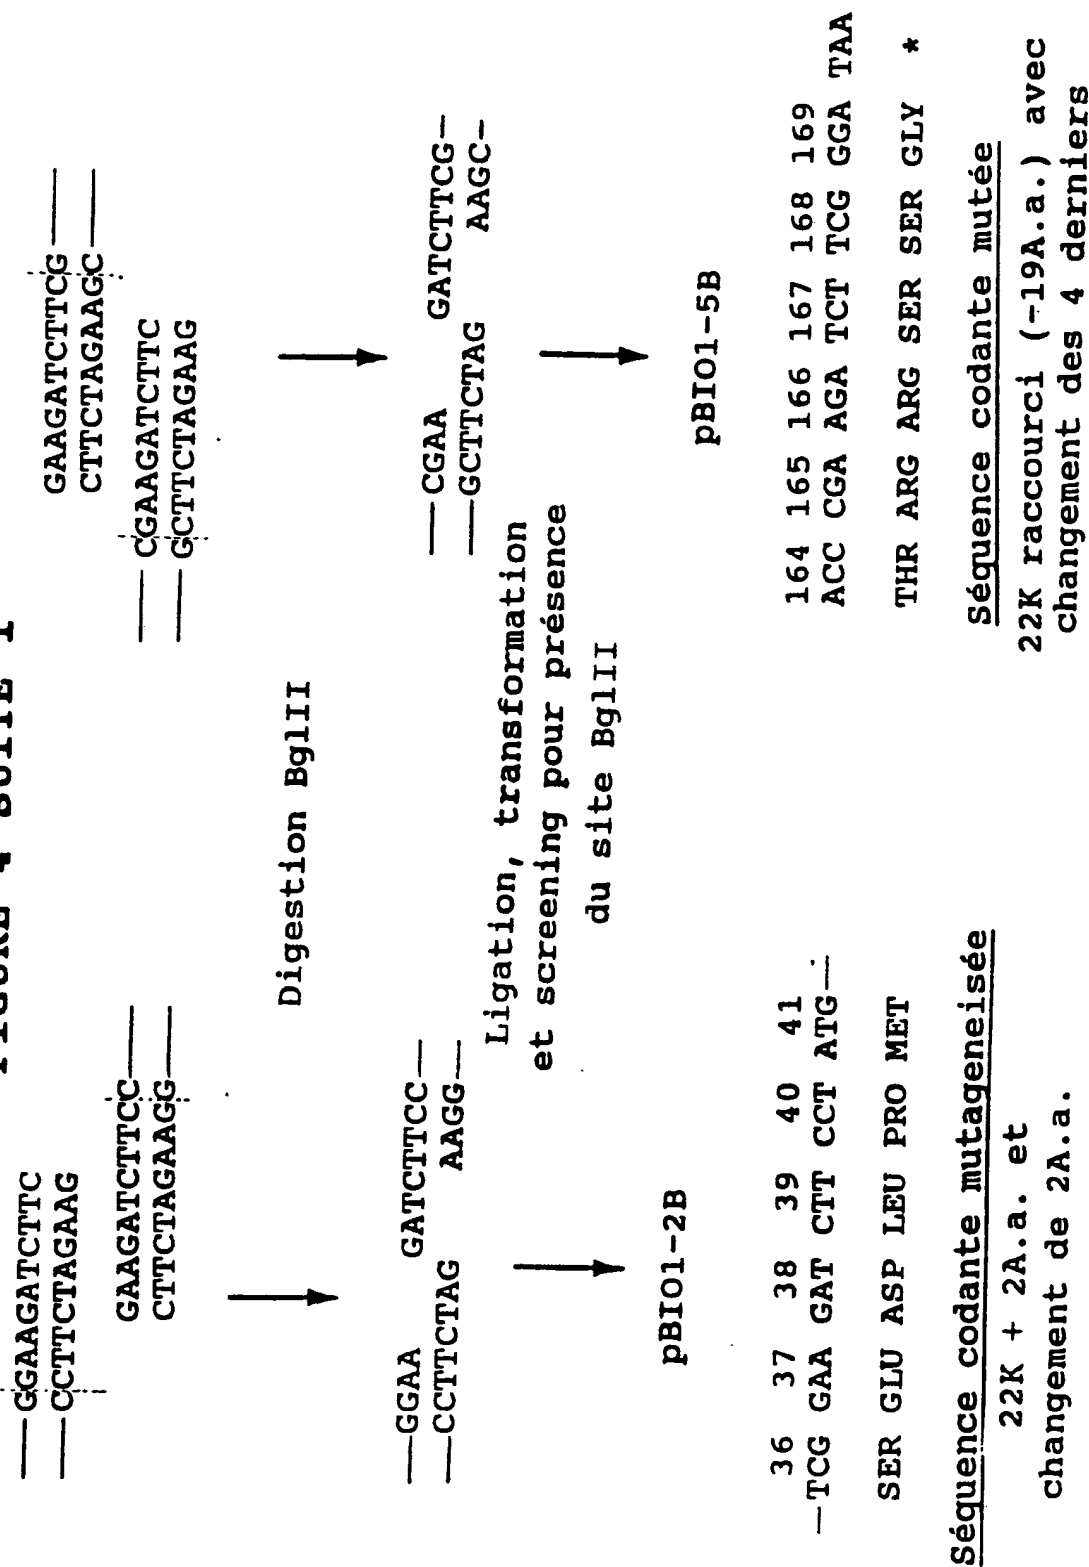 FIGURE 4 SUITE 1
GGAAGATCTTC
CCTTCTAGAAG
GAAGATCTTCC
CTTCTAGAAGG
GAAGATCTTCG
CTTCTAGAAGC
CGAAGATCTTC
GCTTCTAGAAG
Digestion BglII
GGAA GATCTTCC
CCTTCTAG AAGG
CGAA GATCTTCG
GCTTCTAG AAGC
Ligation, transformation
et screening pour présence
du site BglII
pBIO1-2B
pBIO1-5B
36 37 38 39 40 41
—TCG GAA GAT CTT CCT ATG—
SER GLU ASP LEU PRO MET
Séquence codante mutageneisée
22K + 2A.a. et
changement de 2A.a.
164 165 166 167 168 169
ACC CGA AGA TCT TCG GGA TAA
THR ARG ARG SER SER GLY *
Séquence codante mutée
22K raccourci (-19A.a.) avec
changement des 4 derniers